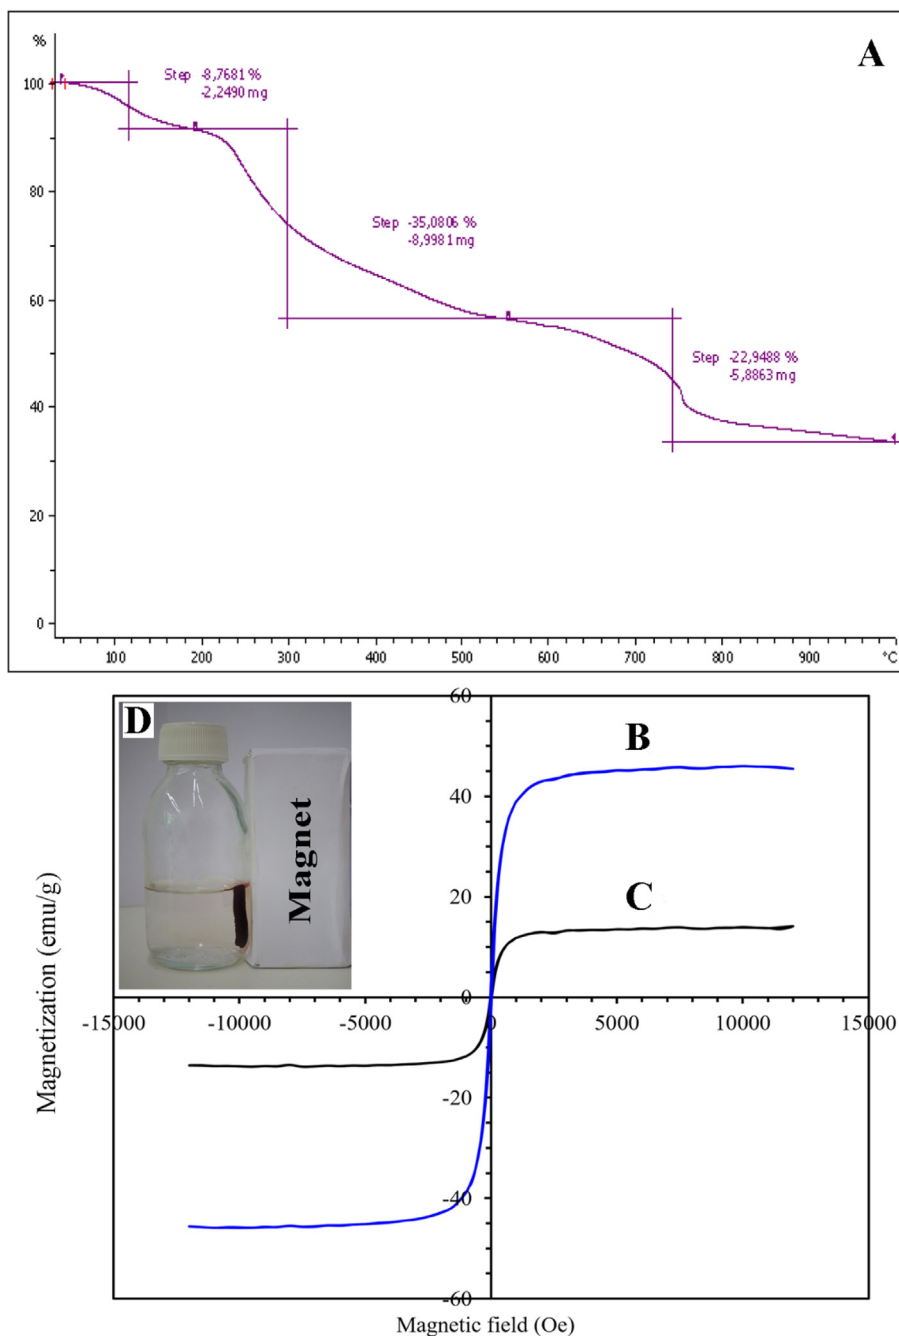 %
A
Step -8,7681 %
-2,2490 mg
100
80
Step -35,0806 %
-8,9981 mg
60
Step -22,9488 %
-5,8863 mg
40
20
0
100 200 300 400 500 600 700 800 900 °C
60
D
B
Magnet
40
20
C
0
-15000 -10000 -5000 0 5000 10000 15000
-20
-40
-60
Magnetization (emu/g)
Magnetic field (Oe)